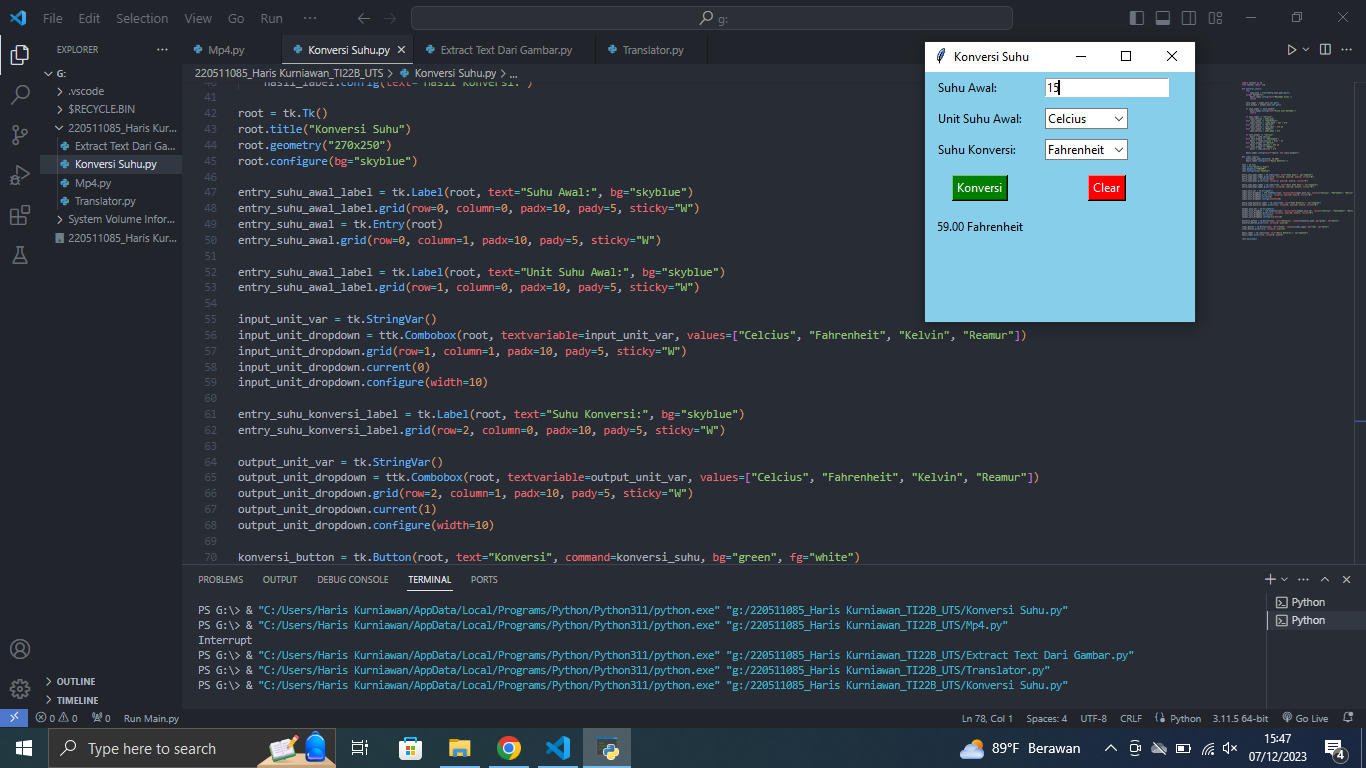 File Edit Selection View Go Run ... g:
EXPLORER ...
G:
.vscode
$RECYCLE.BIN
220511085_Haris Kur...
Extract Text Dari Ga...
Konversi Suhu.py
Mp4.py
Translator.py
System Volume Infor...
220511085_Haris Kur...
OUTLINE
TIMELINE
Mp4.py Konversi Suhu.py Extract Text Dari Gambar.py Translator.py
220511085_Haris Kurniawan_TI22B_UTS > Konversi Suhu.py > ...
40 hasil_label.config(text="Hasil Konversi:")
41
42 root = tk.Tk()
43 root.title("Konversi Suhu")
44 root.geometry("270x250")
45 root.configure(bg="skyblue")
46
47 entry_suhu_awal_label = tk.Label(root, text="Suhu Awal:", bg="skyblue")
48 entry_suhu_awal_label.grid(row=0, column=0, padx=10, pady=5, sticky="W")
49 entry_suhu_awal = tk.Entry(root)
50 entry_suhu_awal.grid(row=0, column=1, padx=10, pady=5, sticky="W")
51
52 entry_suhu_awal_label = tk.Label(root, text="Unit Suhu Awal:", bg="skyblue")
53 entry_suhu_awal_label.grid(row=1, column=0, padx=10, pady=5, sticky="W")
54
55 input_unit_var = tk.StringVar()
56 input_unit_dropdown = ttk.Combobox(root, textvariable=input_unit_var, values=["Celcius", "Fahrenheit", "Kelvin", "Reamur"])
57 input_unit_dropdown.grid(row=1, column=1, padx=10, pady=5, sticky="W")
58 input_unit_dropdown.current(0)
59 input_unit_dropdown.configure(width=10)
60
61 entry_suhu_konversi_label = tk.Label(root, text="Suhu Konversi:", bg="skyblue")
62 entry_suhu_konversi_label.grid(row=2, column=0, padx=10, pady=5, sticky="W")
63
64 output_unit_var = tk.StringVar()
65 output_unit_dropdown = ttk.Combobox(root, textvariable=output_unit_var, values=["Celcius", "Fahrenheit", "Kelvin", "Reamur"])
66 output_unit_dropdown.grid(row=2, column=1, padx=10, pady=5, sticky="W")
67 output_unit_dropdown.current(1)
68 output_unit_dropdown.configure(width=10)
69
70 konversi_button = tk.Button(root, text="Konversi", command=konversi_suhu, bg="green", fg="white")
Konversi Suhu
Suhu Awal: 15
Unit Suhu Awal: Celcius
Suhu Konversi: Fahrenheit
Konversi Clear
59.00 Fahrenheit
PROBLEMS OUTPUT DEBUG CONSOLE TERMINAL PORTS
PS G:\> & "C:/Users/Haris Kurniawan/AppData/Local/Programs/Python/Python311/python.exe" "g:/220511085_Haris Kurniawan_TI22B_UTS/Konversi Suhu.py"
PS G:\> & "C:/Users/Haris Kurniawan/AppData/Local/Programs/Python/Python311/python.exe" "g:/220511085_Haris Kurniawan_TI22B_UTS/Mp4.py"
Interrupt
PS G:\> & "C:/Users/Haris Kurniawan/AppData/Local/Programs/Python/Python311/python.exe" "g:/220511085_Haris Kurniawan_TI22B_UTS/Extract Text Dari Gambar.py"
PS G:\> & "C:/Users/Haris Kurniawan/AppData/Local/Programs/Python/Python311/python.exe" "g:/220511085_Haris Kurniawan_TI22B_UTS/Translator.py"
PS G:\> & "C:/Users/Haris Kurniawan/AppData/Local/Programs/Python/Python311/python.exe" "g:/220511085_Haris Kurniawan_TI22B_UTS/Konversi Suhu.py"
Python
Python
0 0 0 Run Main.py Ln 78, Col 1 Spaces: 4 UTF-8 CRLF Python 3.11.5 64-bit Go Live
Type here to search 89°F Berawan 15:47
07/12/2023 4